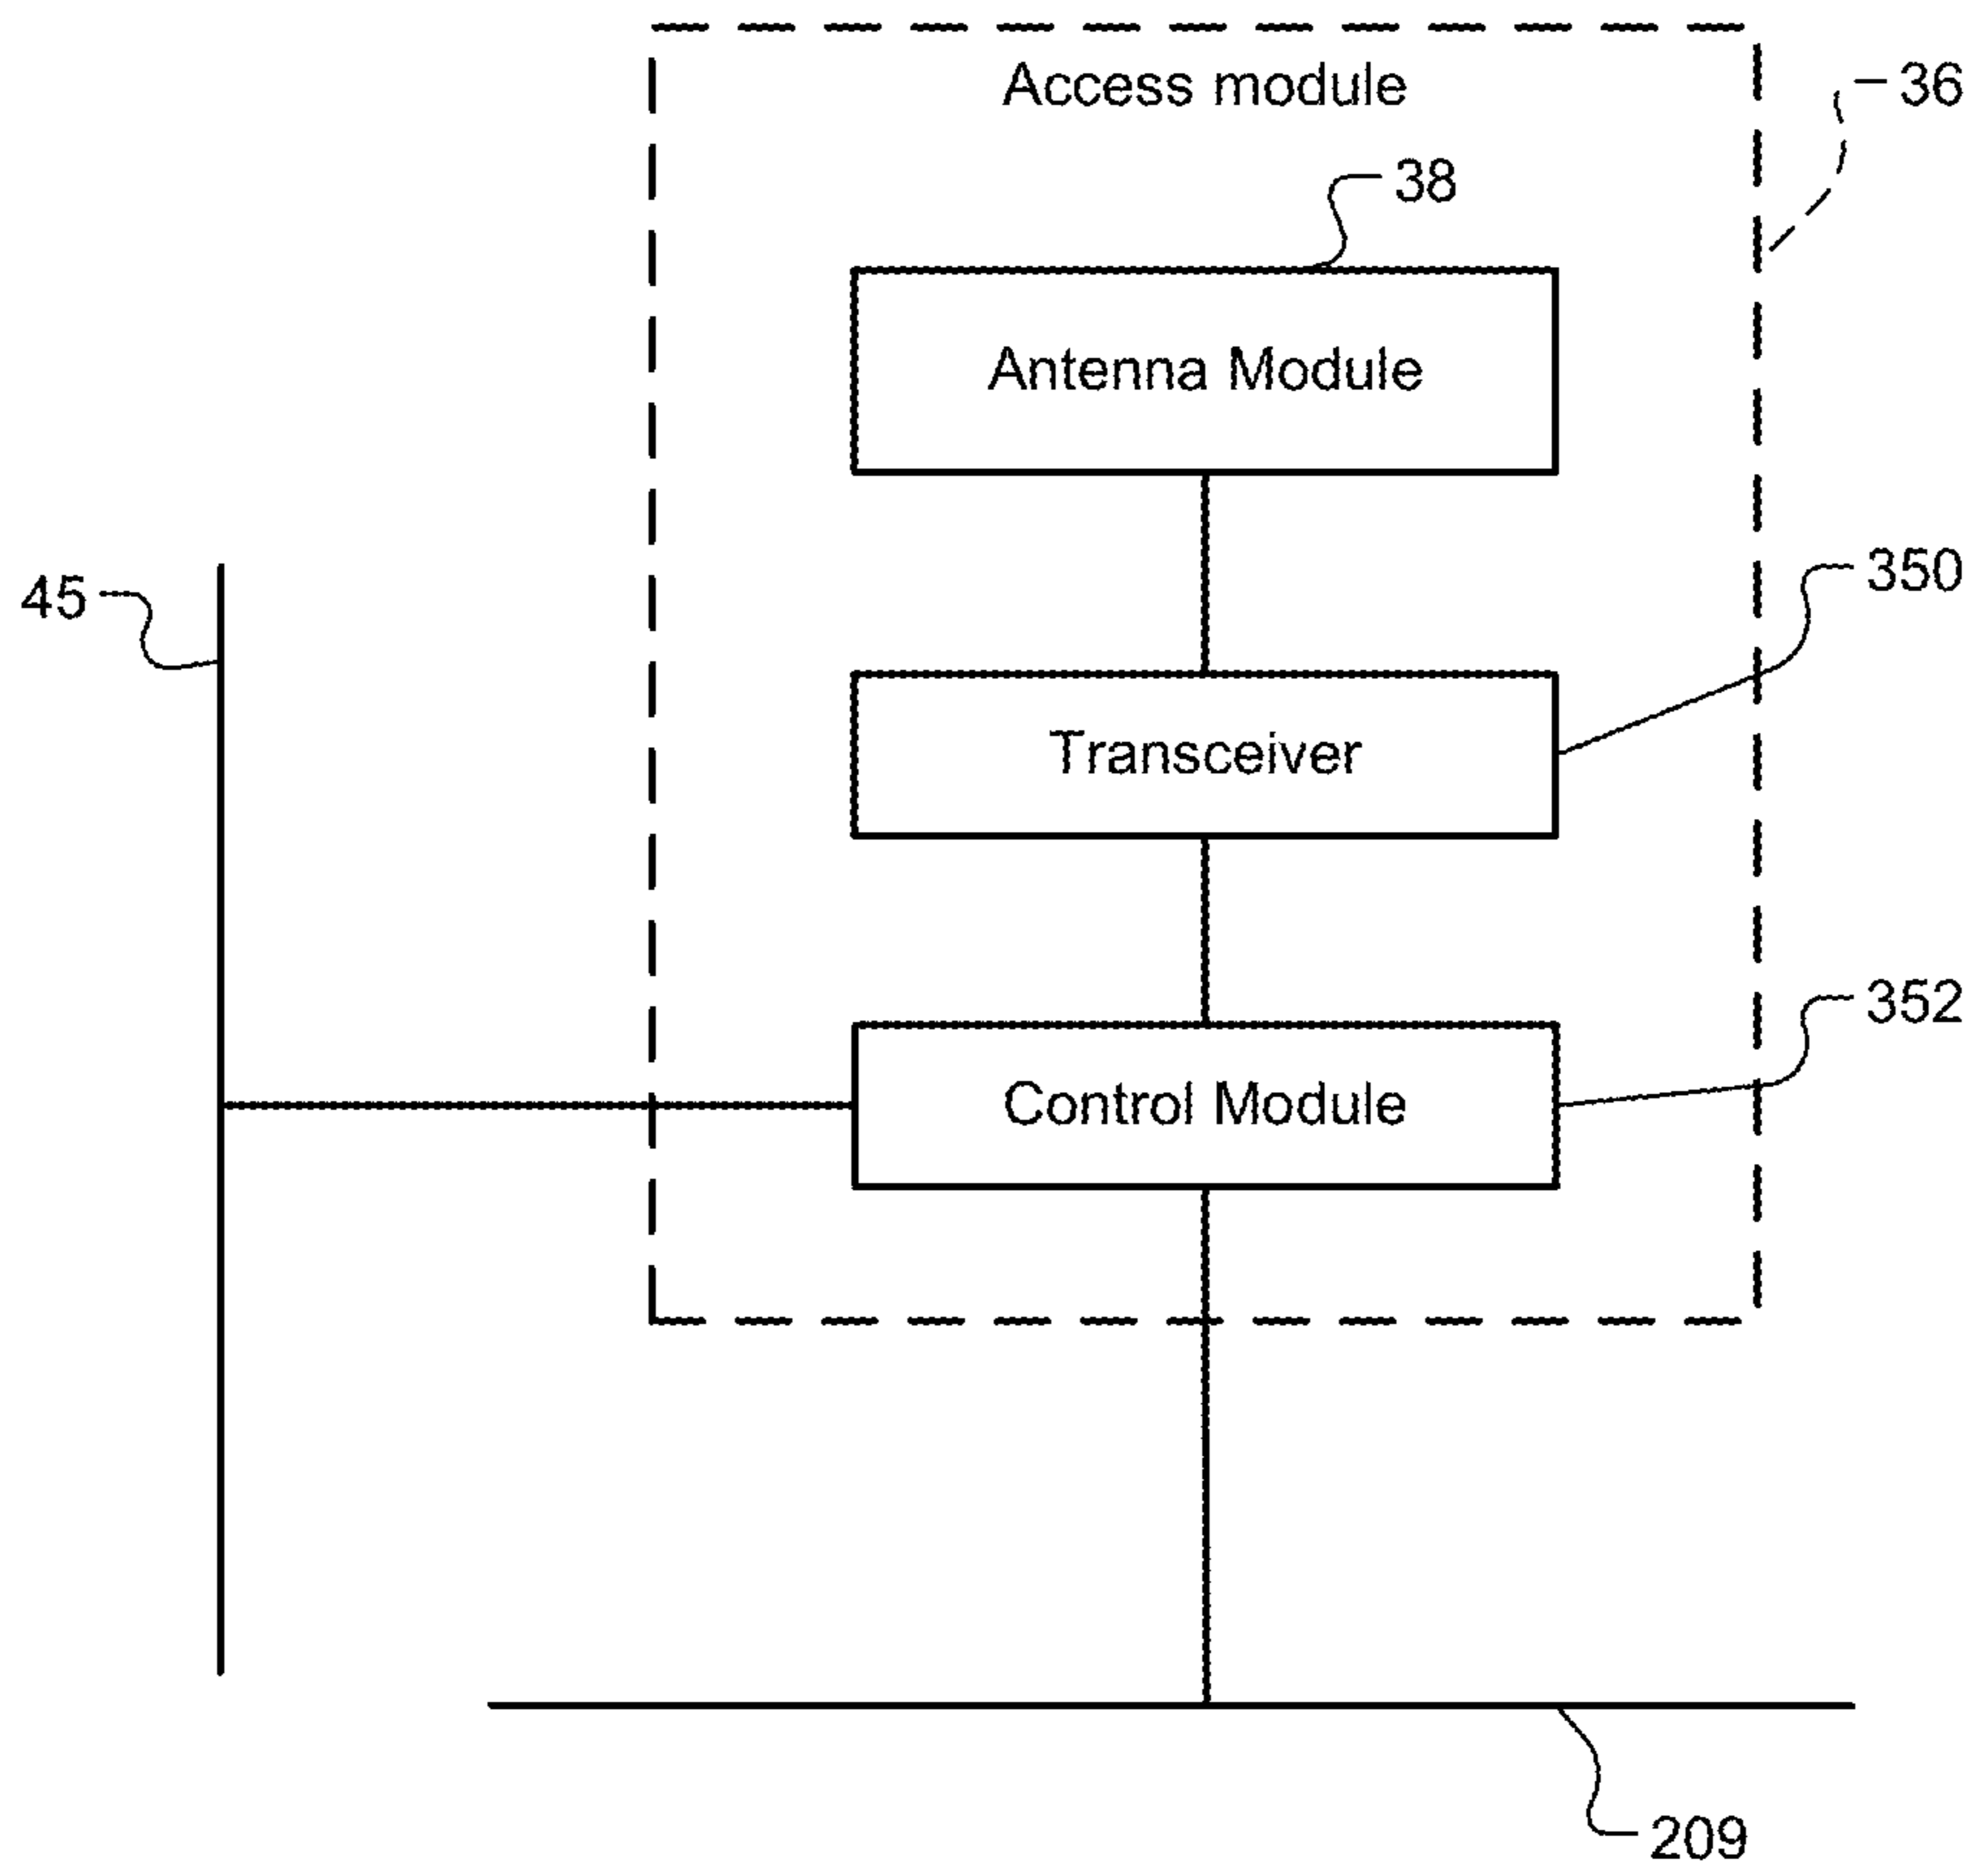 Access module
36
38
Antenna Module
350
45
Transceiver
352
Control Module
209